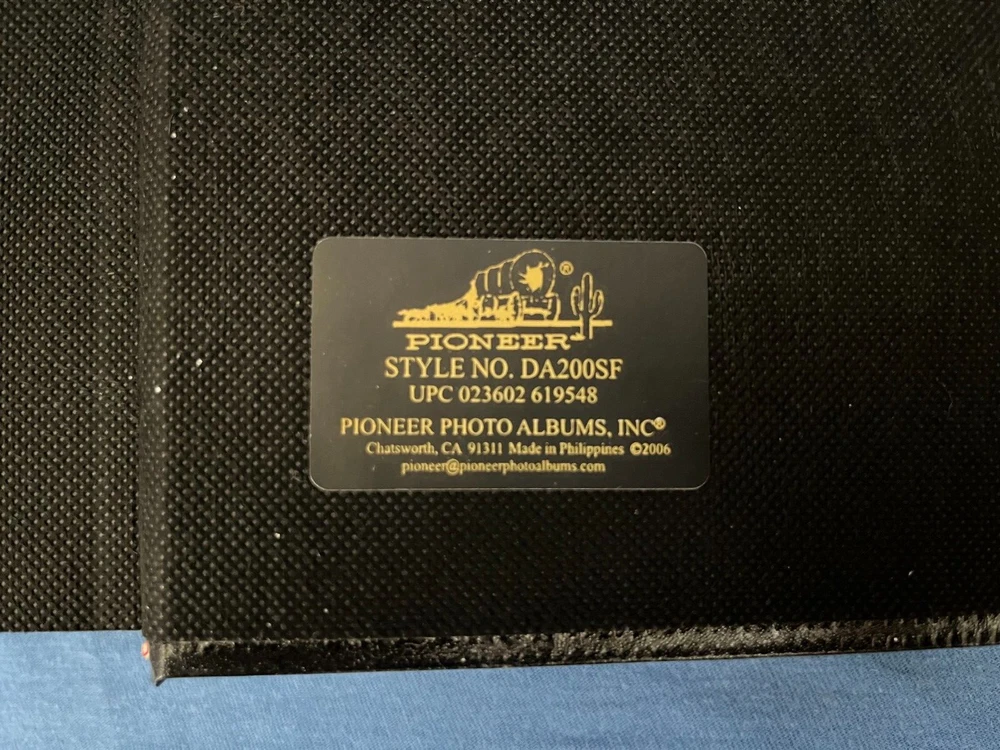 ®
PIONEER
STYLE NO. DA200SF
UPC 023602 619548
PIONEER PHOTO ALBUMS, INC®
Chatsworth, CA 91311 Made in Philippines ©2006
pioneer@pioneerphotoalbums.com